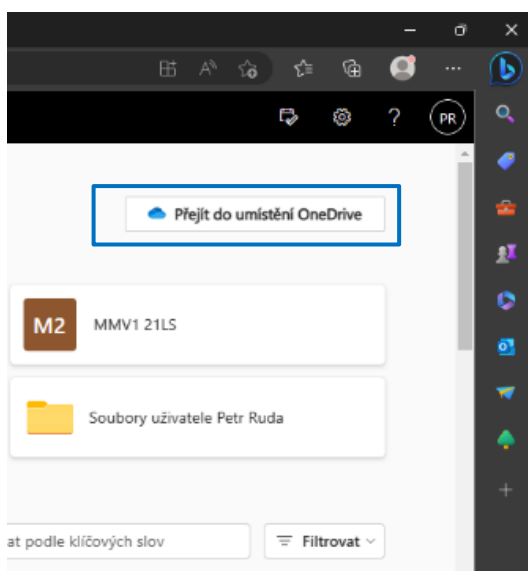 PR
Přejít do umístění OneDrive
M2 MMV1 21LS
Soubory uživatele Petr Ruda
at podle klíčových slov
Filtrovat